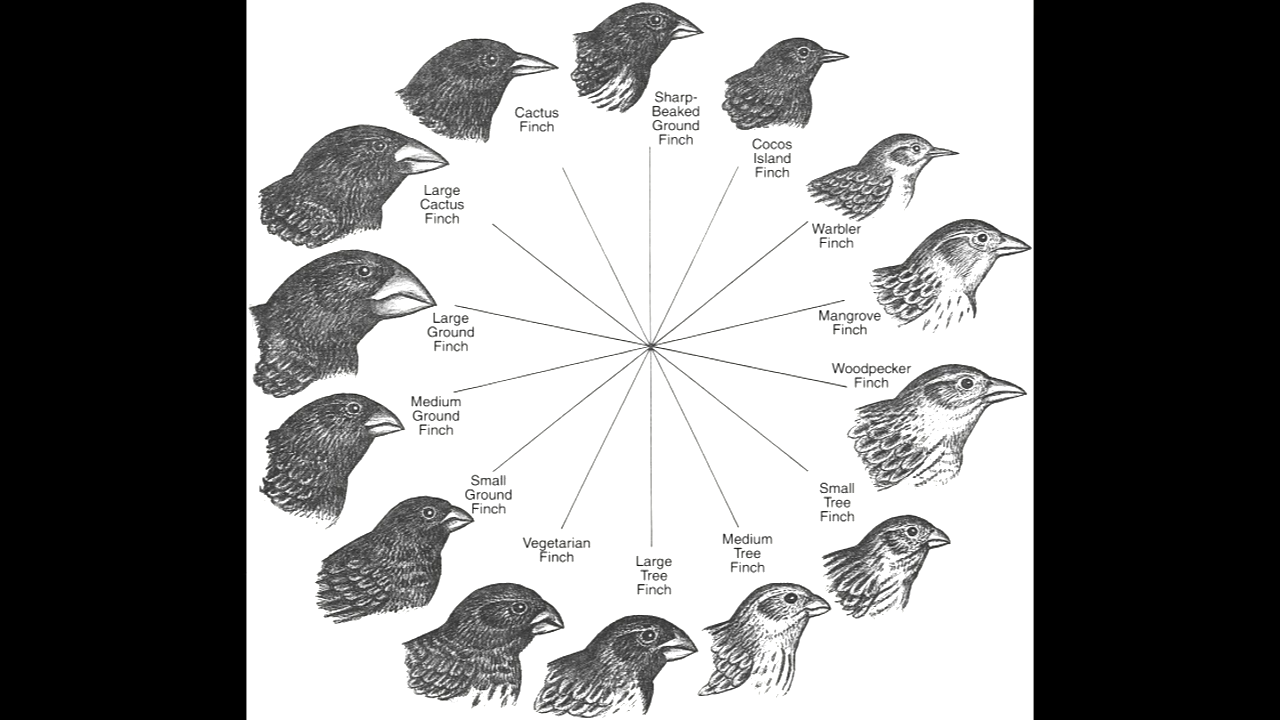 Cactus
Finch
Sharp-
Beaked
Ground
Finch
Cocos
Island
Finch
Large
Cactus
Finch
Warbler
Finch
Large
Ground
Finch
Mangrove
Finch
Woodpecker
Finch
Medium
Ground
Finch
Small
Ground
Finch
Small
Tree
Finch
Vegetarian
Finch
Large
Tree
Finch
Medium
Tree
Finch